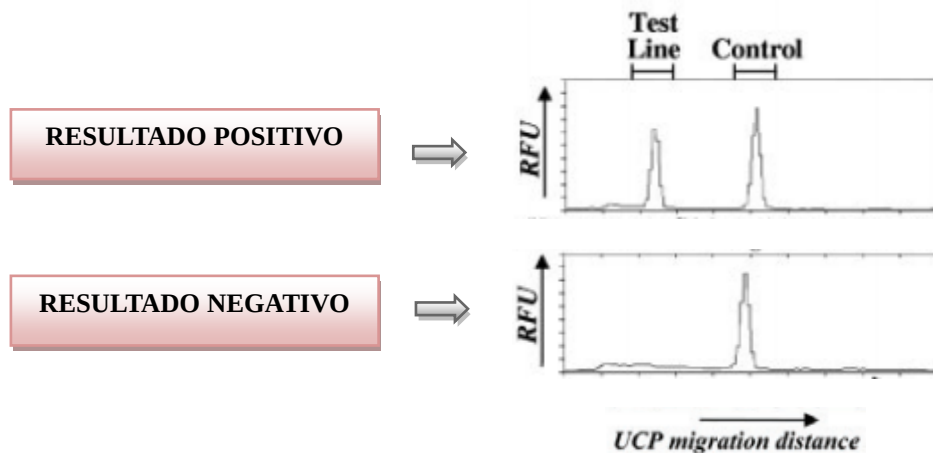 Test
Line Control
RESULTADO POSITIVO
RFU
RESULTADO NEGATIVO
RFU
UCP migration distance